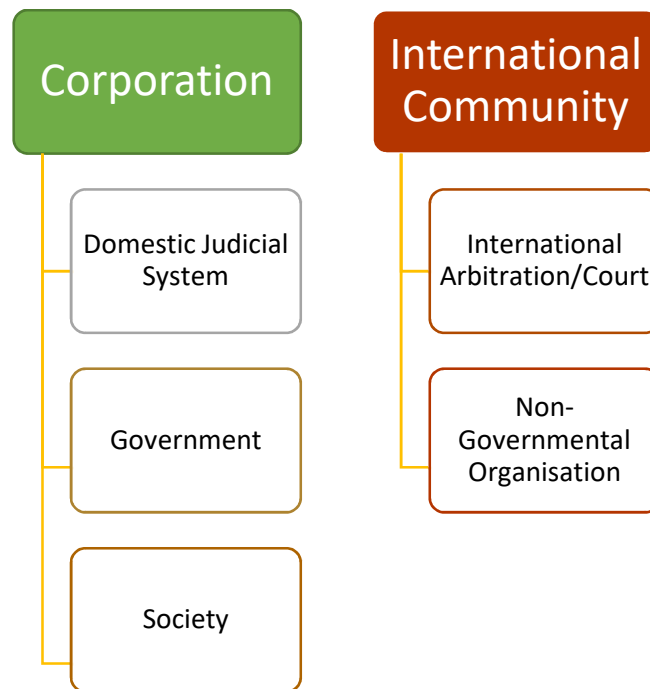 Corporation
Domestic Judicial
System
Government
Society
International
Community
International
Arbitration/Court
Non-
Governmental
Organisation